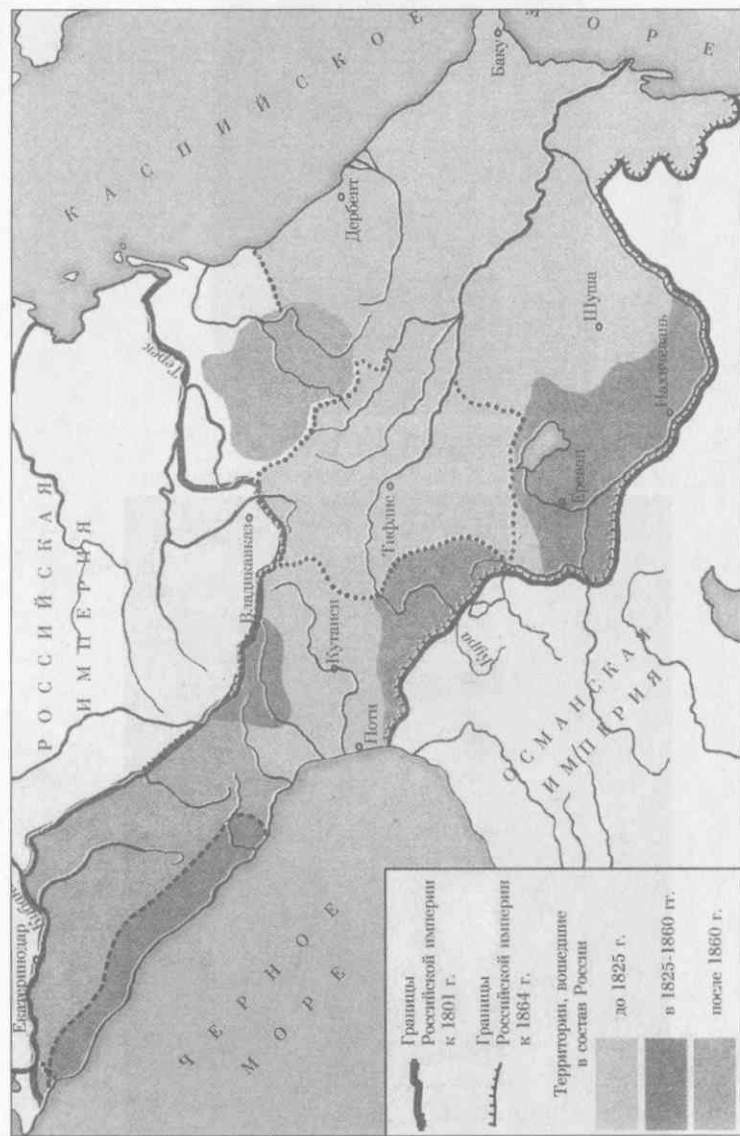 РОССИЙСКАЯ
ИМПЕРИЯ
КАСПИЙСКОЕ
МОРЕ
Екатеринодар
Кубань
Терек
Владикавказ
Дербент
Баку
Кутаиси
Поти
Тифлис
Шуша
Ереван
Нахичевань
Кура
ЧЕРНОЕ
МОРЕ
ОСМАНСКАЯ
ИМПЕРИЯ
Границы
Российской империи
к 1801 г.
Границы
Российской империи
к 1864 г.
Территории, вошедшие
в состав России
до 1825 г.
в 1825-1860 гг.
после 1860 г.